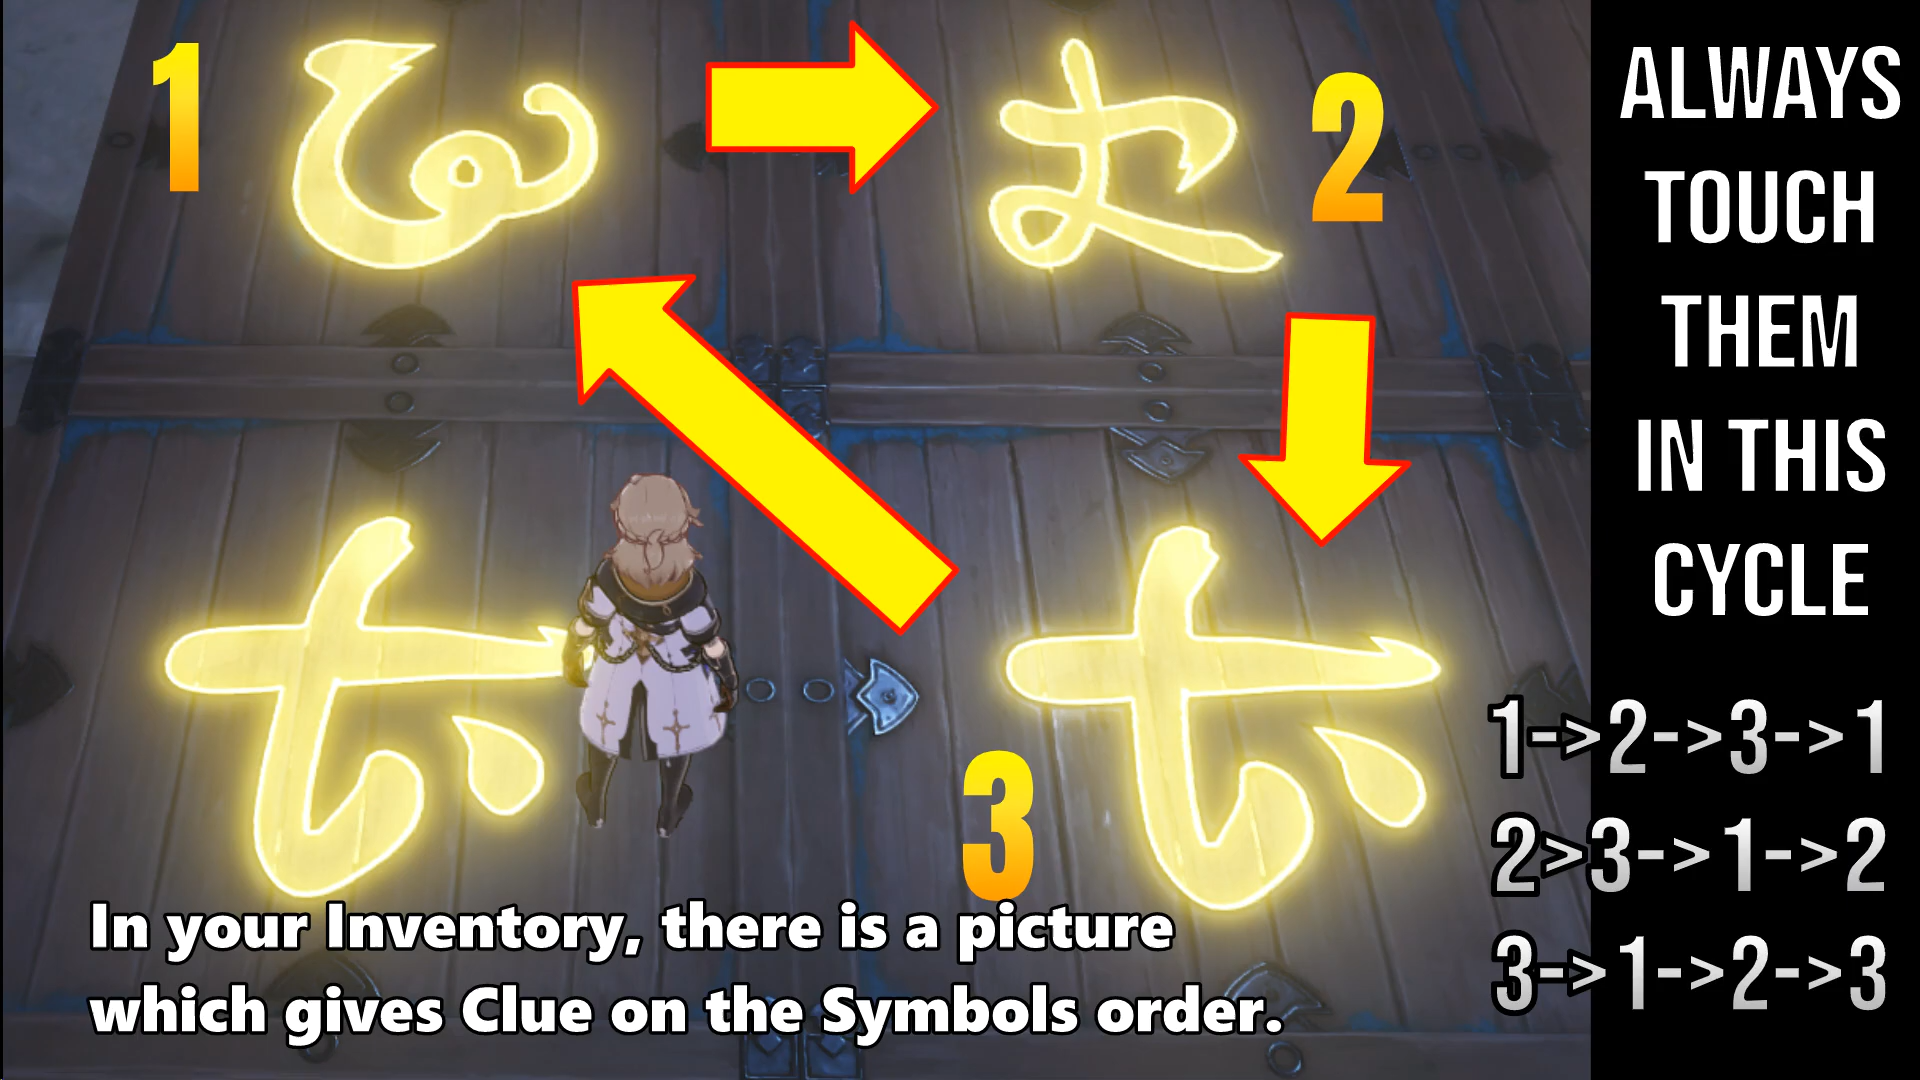 1
2
3
In your Inventory, there is a picture
which gives Clue on the Symbols order.
ALWAYS
TOUCH
THEM
IN THIS
CYCLE
1->2->3->1
2>3->1->2
3->1->2->3